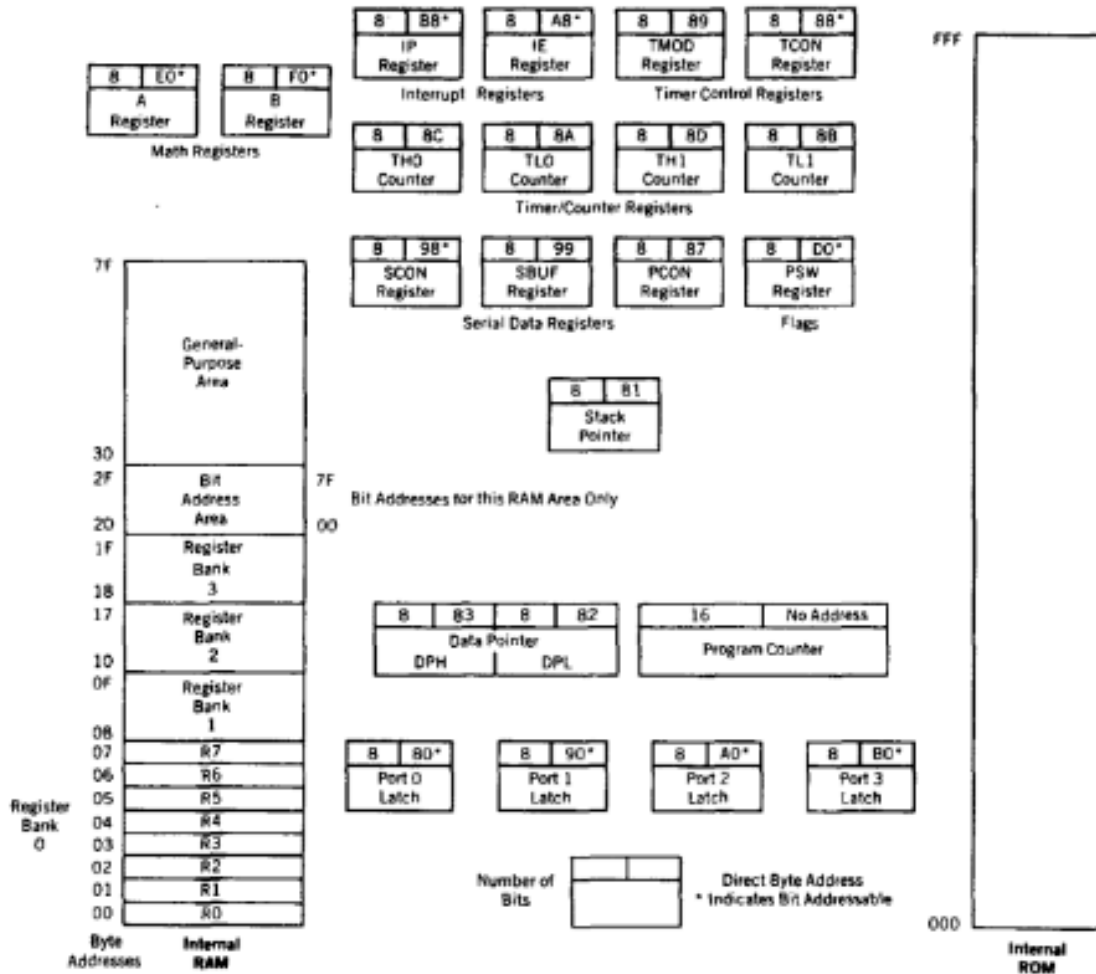 8 B8* 8 A8* 8 89 8 88*
IP IE TMOD TCON
Register Register Register Register
Interrupt Registers Timer Control Registers
8 E0* 8 F0*
A B
Register Register
Math Registers
8 8C 8 8A 8 8D 8 8B
TH0 TL0 TH1 TL1
Counter Counter Counter Counter
Timer/Counter Registers
8 98* 8 99 8 87 8 D0*
SCON SBUF PCON PSW
Register Register Register Register
Serial Data Registers Flags
8 81
Stack
Pointer
7F
General-
Purpose
Area
30
2F Bit 7F
Address
Area
20 00
Bit Addresses for this RAM Area Only
1F Register
Bank
18 3
17 Register
Bank
10 2
0F Register
Bank
08 1
8 83 8 82
Data Pointer
DPH DPL
16 No Address
Program Counter
07 R7
06 R6
05 R5
04 R4
03 R3
02 R2
01 R1
00 R0
Register
Bank
0
Byte
Addresses
Internal
RAM
8 80* 8 90* 8 A0* 8 B0*
Port 0 Port 1 Port 2 Port 3
Latch Latch Latch Latch
Number of
Bits
Direct Byte Address
* Indicates Bit Addressable
FFF
000
Internal
ROM